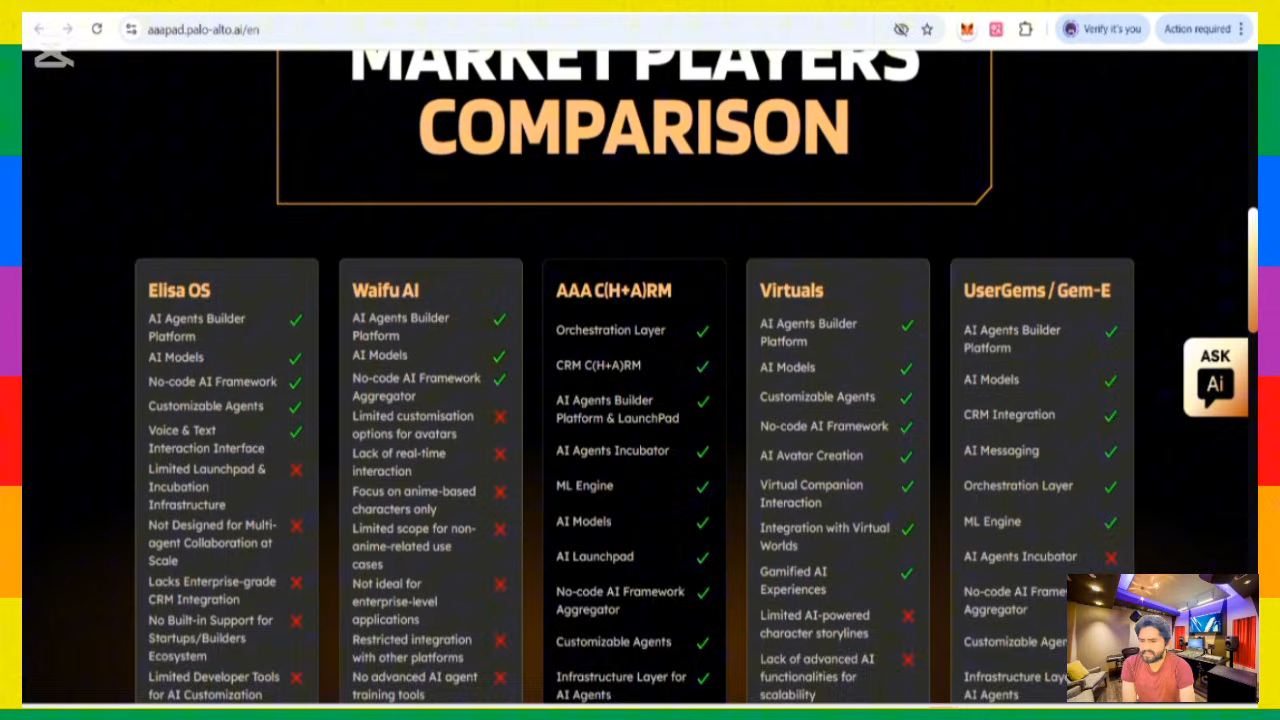 aaapad.palo-alto.ai/en
Verify it's you
Action required
MARKET PLAYERS
COMPARISON
Elisa OS
AI Agents Builder
Platform
AI Models
No-code AI Framework
Customizable Agents
Voice & Text
Interaction Interface
Limited Launchpad &
Incubation
Infrastructure
Not Designed for Multi-
agent Collaboration at
Scale
Lacks Enterprise-grade
CRM Integration
No Built-in Support for
Startups/Builders
Ecosystem
Limited Developer Tools
for AI Customization
Waifu AI
AI Agents Builder
Platform
AI Models
No-code AI Framework
Aggregator
Limited customisation
options for avatars
Lack of real-time
interaction
Focus on anime-based
characters only
Limited scope for non-
anime-related use
cases
Not ideal for
enterprise-level
applications
Restricted integration
with other platforms
No advanced AI agent
training tools
AAA C(H+A)RM
Orchestration Layer
CRM C(H+A)RM
AI Agents Builder
Platform & LaunchPad
AI Agents Incubator
ML Engine
AI Models
AI Launchpad
No-code AI Framework
Aggregator
Customizable Agents
Infrastructure Layer for
AI Agents
Virtuals
AI Agents Builder
Platform
AI Models
Customizable Agents
No-code AI Framework
AI Avatar Creation
Virtual Companion
Interaction
Integration with Virtual
Worlds
Gamified AI
Experiences
Limited AI-powered
character storylines
Lack of advanced AI
functionalities for
scalability
UserGems / Gem-E
AI Agents Builder
Platform
AI Models
CRM Integration
AI Messaging
Orchestration Layer
ML Engine
AI Agents Incubator
No-code AI
Aggregator
Customizable
Infrastructure
AI Agents
ASK
Ai